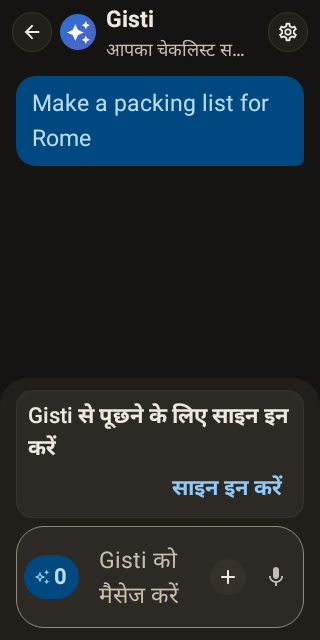 Gisti
आपका चेकलिस्ट स...
Make a packing list for
Rome
Gisti से पूछने के लिए साइन इन
करें
साइन इन करें
0
Gisti को
मैसेज करें